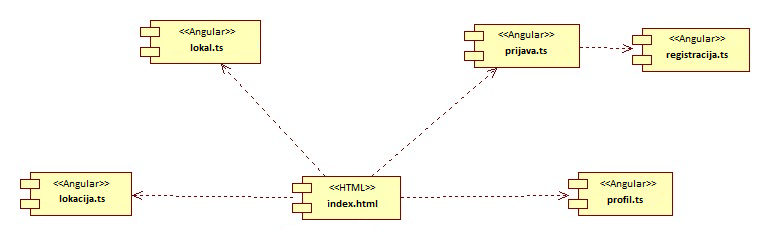 <<Angular>>
lokal.ts
<<Angular>>
prijava.ts
<<Angular>>
registracija.ts
<<Angular>>
lokacija.ts
<<HTML>>
index.html
<<Angular>>
profil.ts